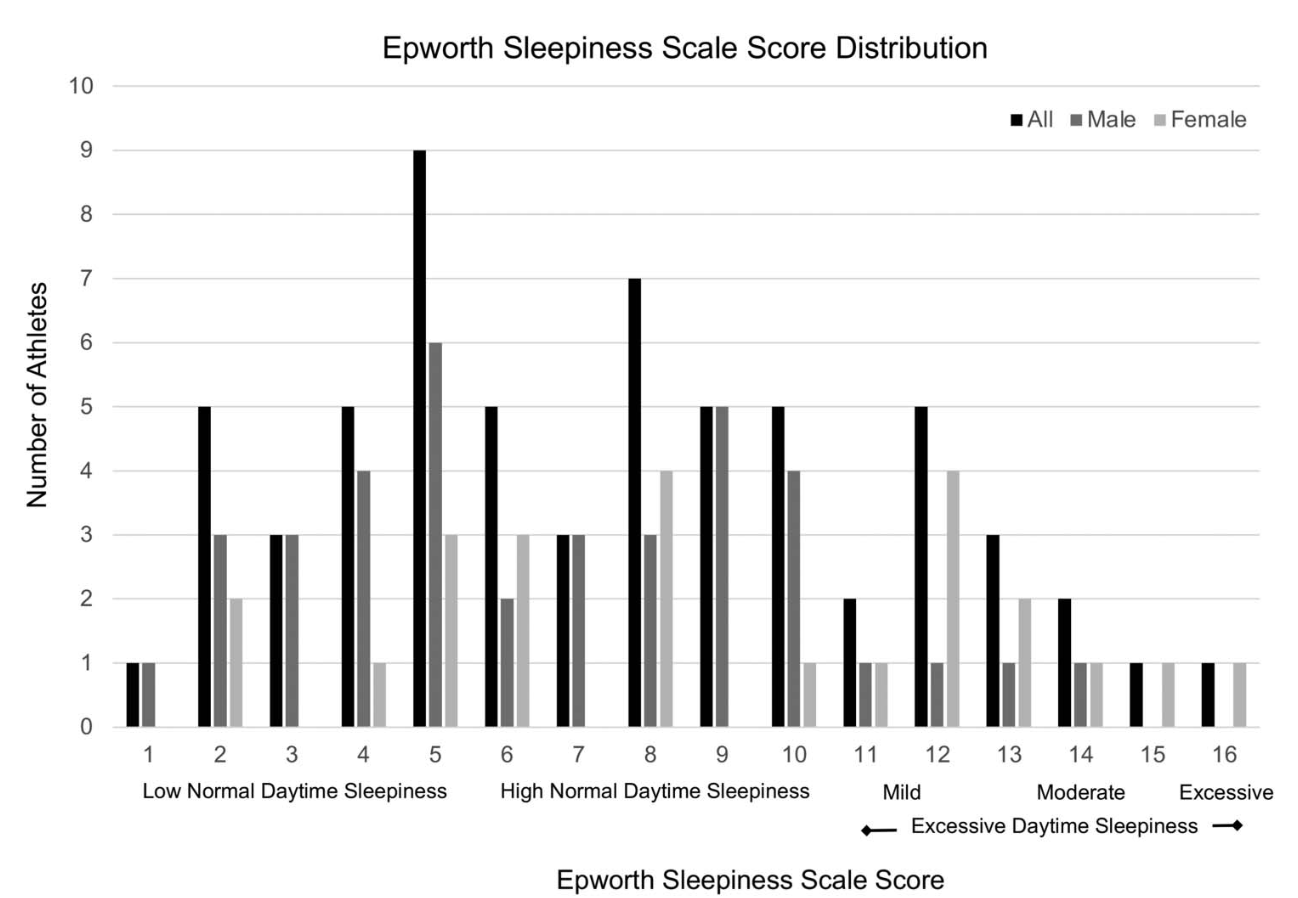 Epworth Sleepiness Scale Score Distribution
10
All Male Female
9
8
7
6
5
4
3
2
1
0
Number of Athletes
1 2 3 4 5 6 7 8 9 10 11 12 13 14 15 16
Low Normal Daytime Sleepiness High Normal Daytime Sleepiness Mild Moderate Excessive
Excessive Daytime Sleepiness
Epworth Sleepiness Scale Score